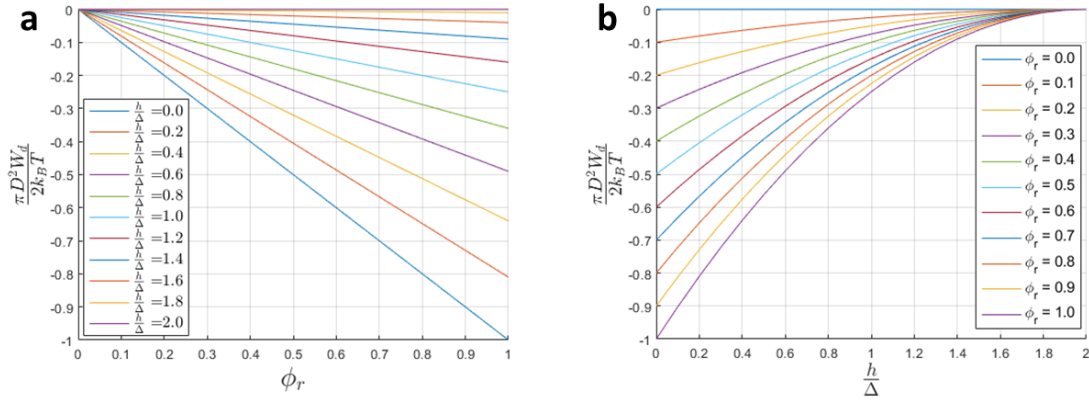 a
0
-0.1
-0.2
-0.3
-0.4
-0.5
-0.6
-0.7
-0.8
-0.9
-1
πD²W_d / 2k_BT
h/Δ =0.0
h/Δ =0.2
h/Δ =0.4
h/Δ =0.6
h/Δ =0.8
h/Δ =1.0
h/Δ =1.2
h/Δ =1.4
h/Δ =1.6
h/Δ =1.8
h/Δ =2.0
0 0.1 0.2 0.3 0.4 0.5 0.6 0.7 0.8 0.9 1
ϕ_r
b
0
-0.1
-0.2
-0.3
-0.4
-0.5
-0.6
-0.7
-0.8
-0.9
-1
πD²W_d / 2k_BT
ϕ_r = 0.0
ϕ_r = 0.1
ϕ_r = 0.2
ϕ_r = 0.3
ϕ_r = 0.4
ϕ_r = 0.5
ϕ_r = 0.6
ϕ_r = 0.7
ϕ_r = 0.8
ϕ_r = 0.9
ϕ_r = 1.0
0 0.2 0.4 0.6 0.8 1 1.2 1.4 1.6 1.8 2
h/Δ